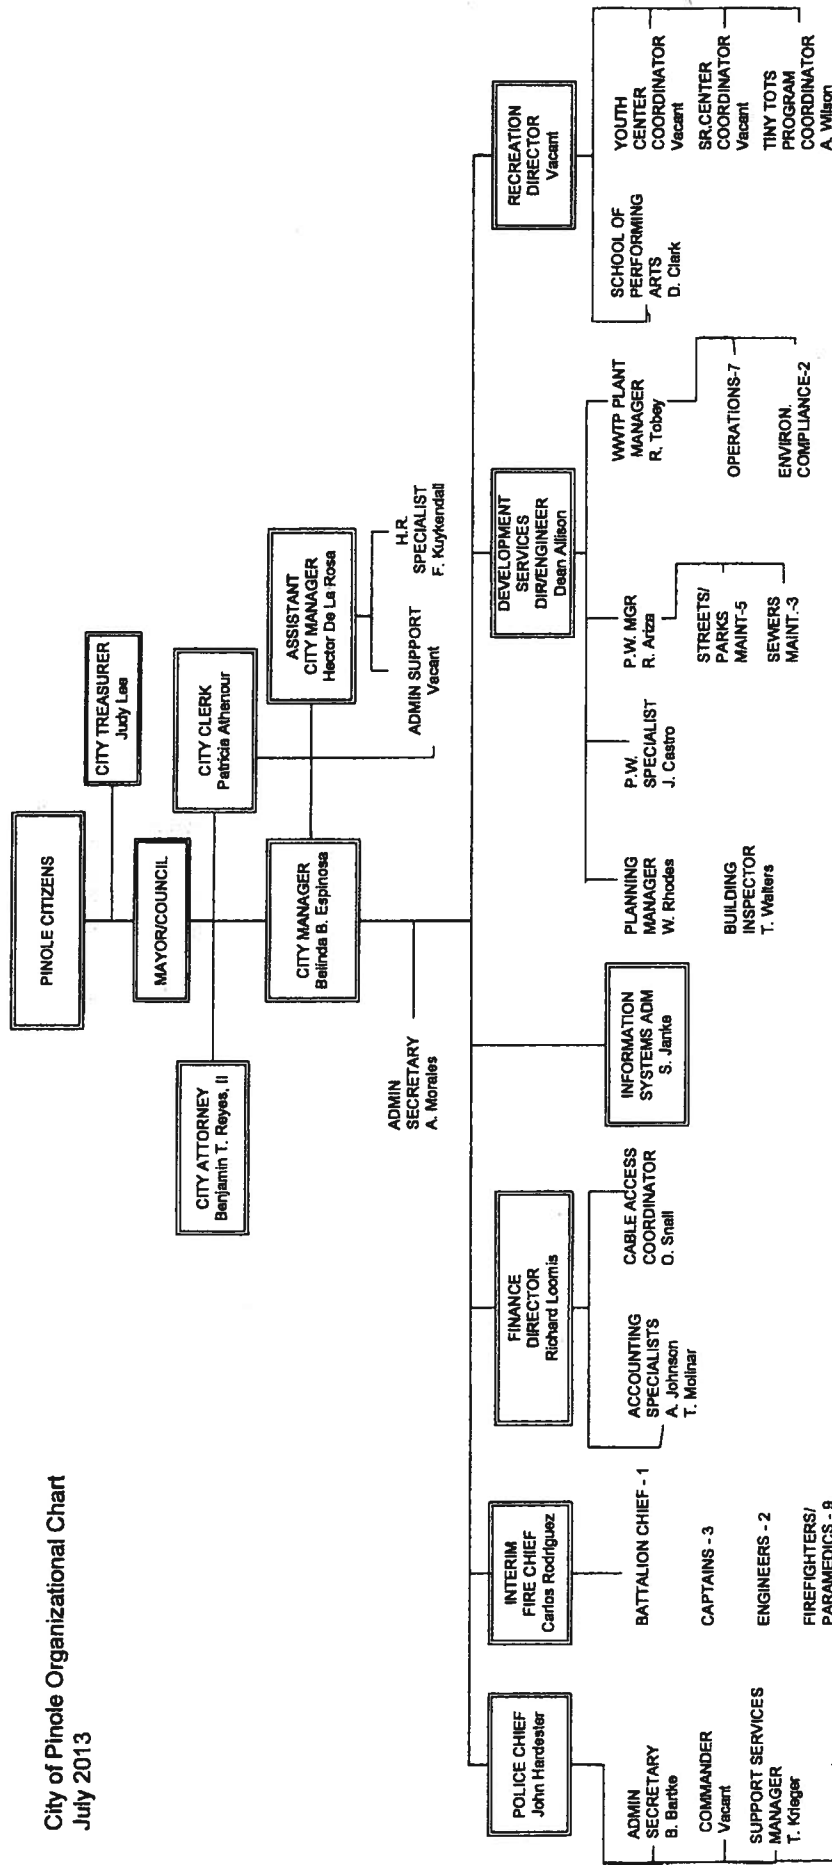 City of Pinole Organizational Chart
July 2013
PINOLE CITIZENS
CITY TREASURER
Judy Lee
MAYOR/COUNCIL
CITY ATTORNEY
Benjamin T. Reyes, II
CITY CLERK
Patricia Athenour
CITY MANAGER
Belinda B. Espinosa
ASSISTANT
CITY MANAGER
Hector De La Rosa
ADMIN
SECRETARY
A. Morales
ADMIN SUPPORT
Vacant
H.R.
SPECIALIST
F. Kuykendall
POLICE CHIEF
John Hardester
ADMIN
SECRETARY
B. Bartke
COMMANDER
Vacant
SUPPORT SERVICES
MANAGER
T. Krieger
INTERIM
FIRE CHIEF
Carlos Rodriguez
BATTALION CHIEF - 1
CAPTAINS - 3
ENGINEERS - 2
FIREFIGHTERS/
PARAMEDICS - 9
FINANCE
DIRECTOR
Richard Loomis
ACCOUNTING
SPECIALISTS
A. Johnson
T. Molinar
CABLE ACCESS
COORDINATOR
D. Snell
INFORMATION
SYSTEMS ADM
S. Janke
DEVELOPMENT
SERVICES
DIR/ENGINEER
Dean Allison
PLANNING
MANAGER
W. Rhodes
BUILDING
INSPECTOR
T. Walters
P.W.
SPECIALIST
J. Castro
P.W. MGR
R. Ariza
STREETS/
PARKS
MAINT-5
SEWERS
MAINT.-3
WWTP PLANT
MANAGER
R. Tobey
OPERATIONS-7
ENVIRON.
COMPLIANCE-2
RECREATION
DIRECTOR
Vacant
SCHOOL OF
PERFORMING
ARTS
D. Clark
YOUTH
CENTER
COORDINATOR
Vacant
SR.CENTER
COORDINATOR
Vacant
TINY TOTS
PROGRAM
COORDINATOR
A. Wilson